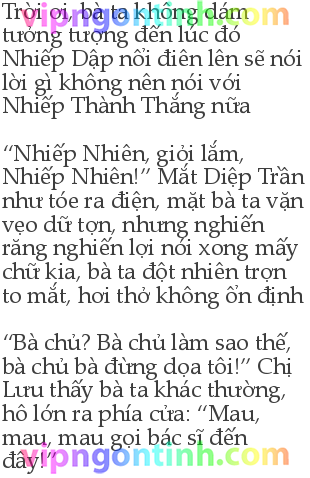 Trời ơi, bà ta không dám
tưởng tượng đến lúc đó
Nhiếp Dập nổi điên lên sẽ nói
lời gì không nên nói với
Nhiếp Thành Thắng nữa
“Nhiếp Nhiên, giỏi lắm,
Nhiếp Nhiên!” Mắt Diệp Trần
như tóe ra điện, mặt bà ta vặn
vẹo dữ tợn, nhưng nghiến
răng nghiến lợi nói xong mấy
chữ kia, bà ta đột nhiên trợn
to mắt, hơi thở không ổn định
“Bà chủ? Bà chủ làm sao thế,
bà chủ bà đừng dọa tôi!” Chị
Lưu thấy bà ta khác thường,
hô lớn ra phía cửa: “Mau,
mau, mau gọi bác sĩ đến
đây!”
vipngontinh.com
vipngontinh.com